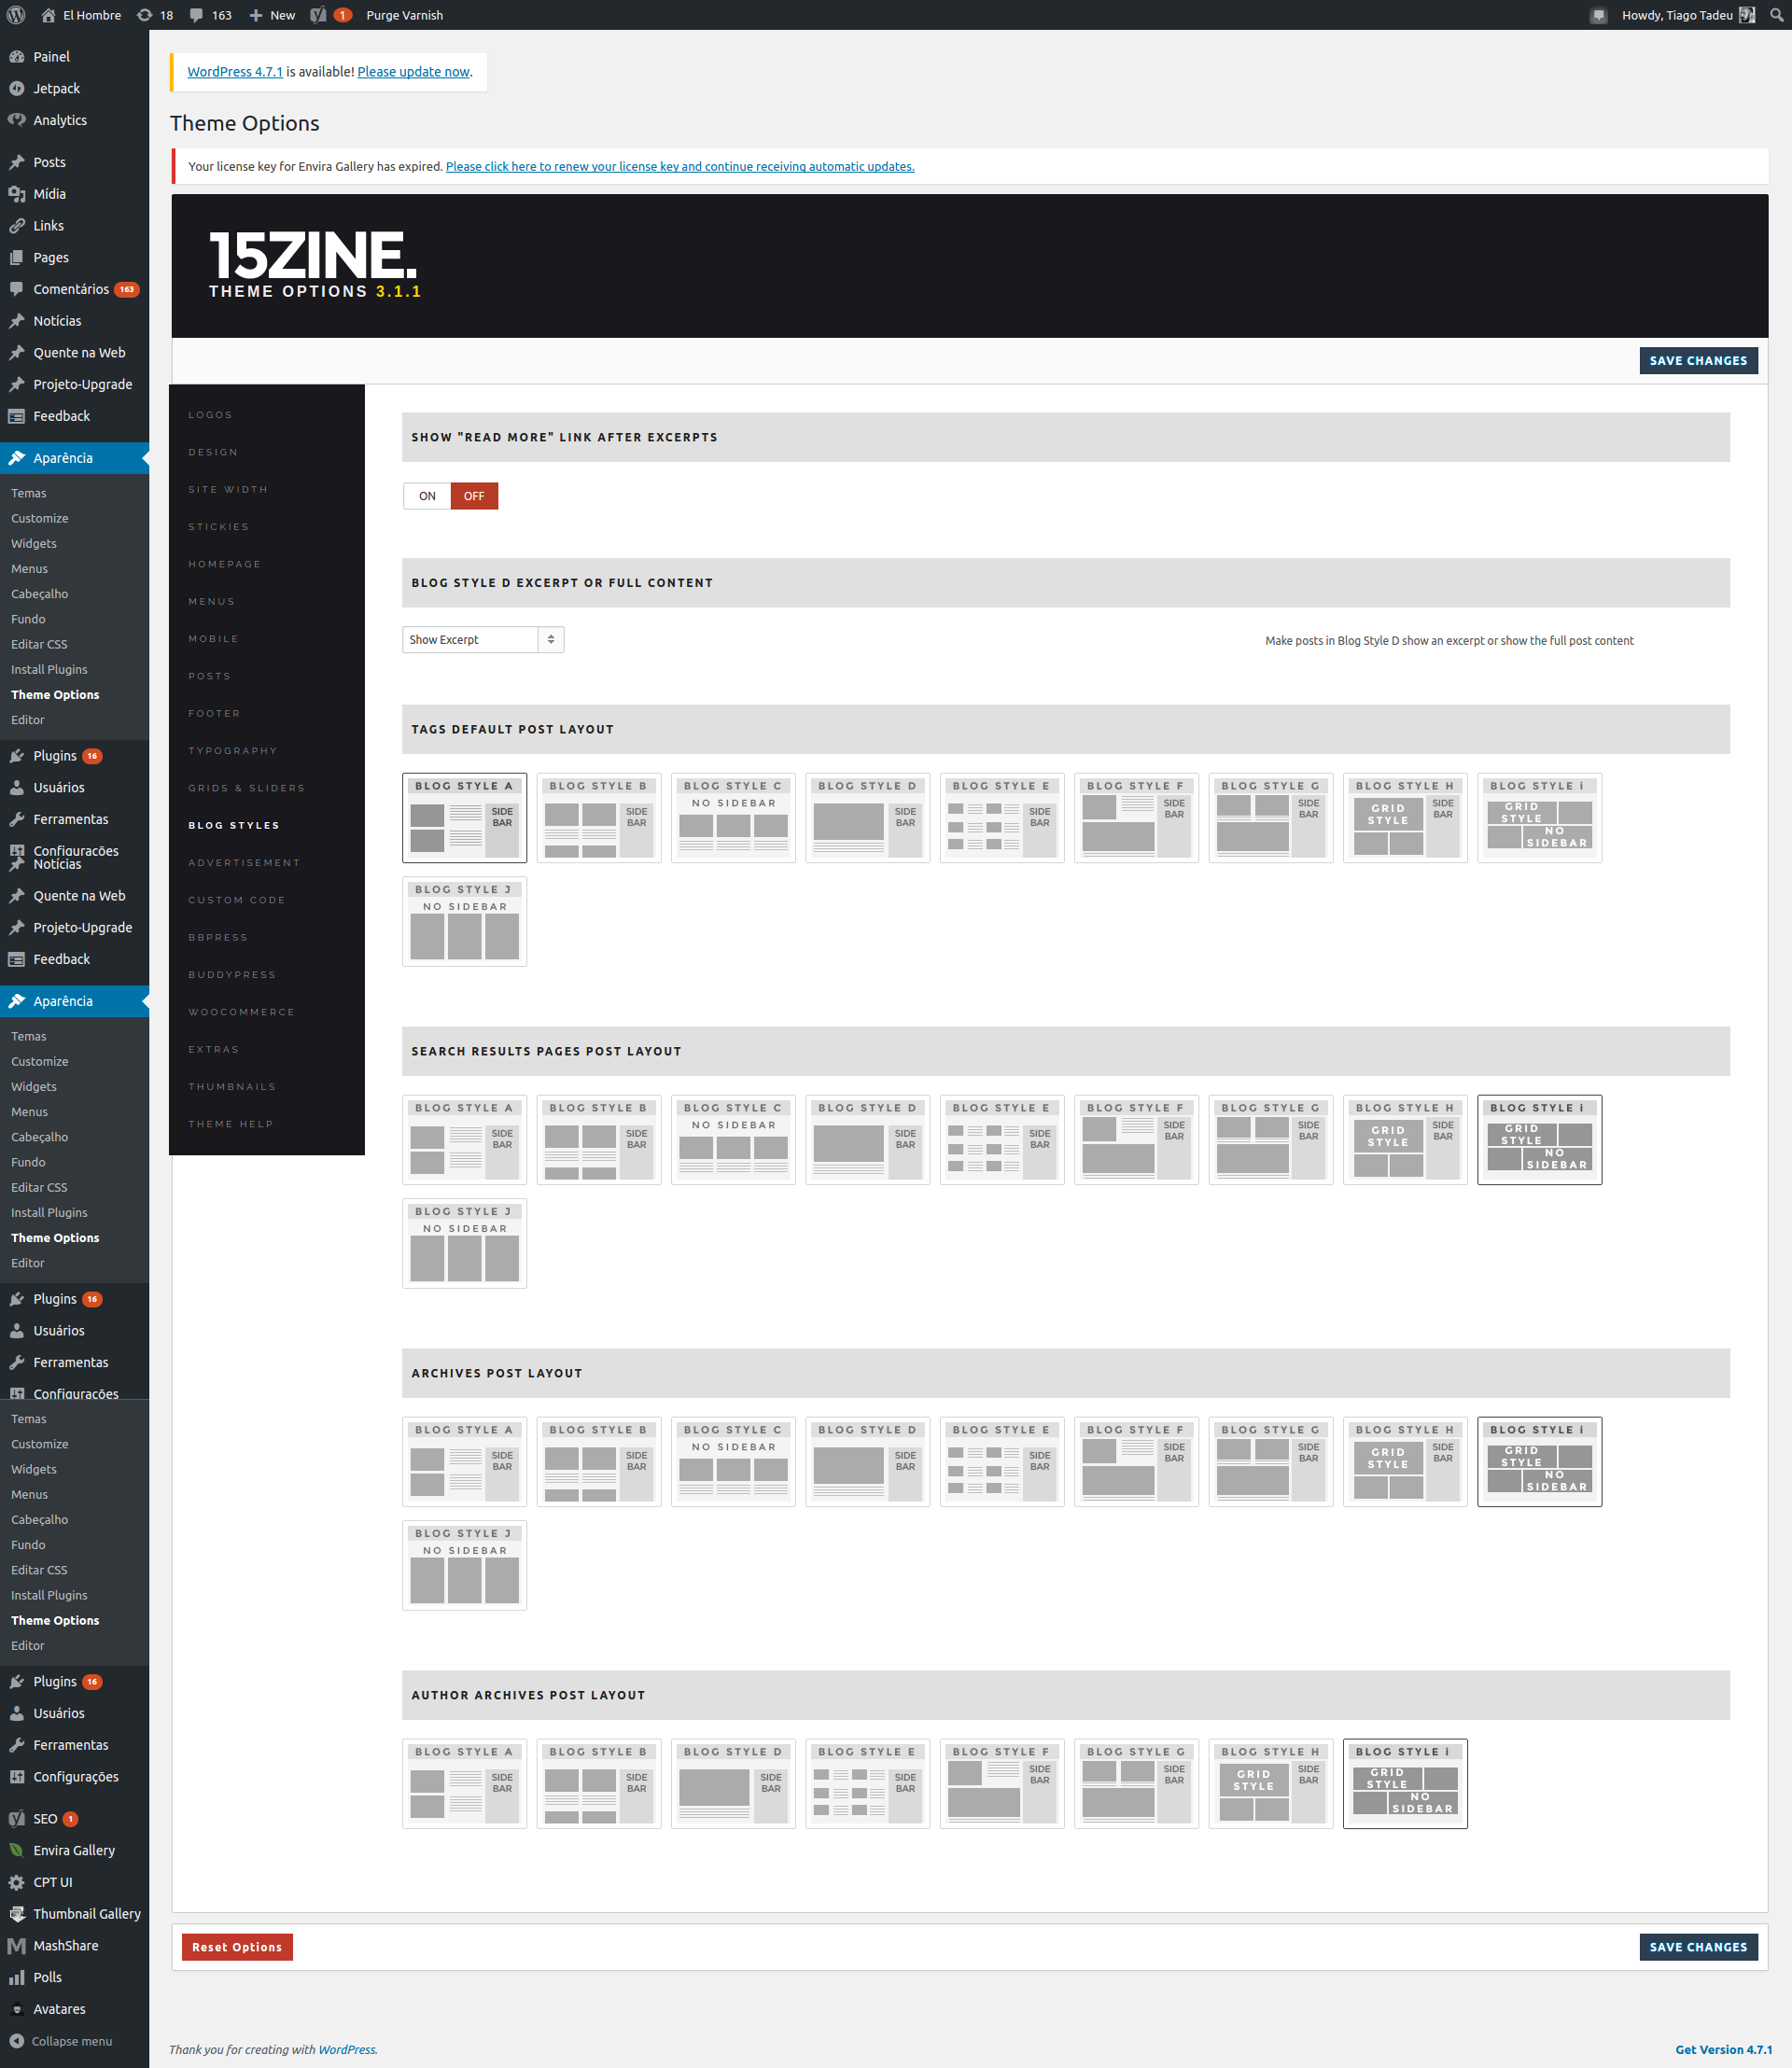 El Hombre 18 163 New 1 Purge Varnish Howdy, Tiago Tadeu
Painel
Jetpack
Analytics
Posts
Mídia
Links
Pages
Comentários 163
Notícias
Quente na Web
Projeto-Upgrade
Feedback
Aparência
Temas
Customize
Widgets
Menus
Cabeçalho
Fundo
Editar CSS
Install Plugins
Theme Options
Editor
Plugins 16
Usuários
Ferramentas
Configurações
Notícias
Quente na Web
Projeto-Upgrade
Feedback
Aparência
Temas
Customize
Widgets
Menus
Cabeçalho
Fundo
Editar CSS
Install Plugins
Theme Options
Editor
Plugins 16
Usuários
Ferramentas
Configurações
Temas
Customize
Widgets
Menus
Cabeçalho
Fundo
Editar CSS
Install Plugins
Theme Options
Editor
Plugins 16
Usuários
Ferramentas
Configurações
SEO 1
Envira Gallery
CPT UI
Thumbnail Gallery
MashShare
Polls
Avatares
Collapse menu
WordPress 4.7.1 is available! Please update now.
Theme Options
Your license key for Envira Gallery has expired. Please click here to renew your license key and continue receiving automatic updates.
15ZINE.
THEME OPTIONS 3.1.1
SAVE CHANGES
LOGOS
DESIGN
SITE WIDTH
STICKIES
HOMEPAGE
MENUS
MOBILE
POSTS
FOOTER
TYPOGRAPHY
GRIDS & SLIDERS
BLOG STYLES
ADVERTISEMENT
CUSTOM CODE
BBPRESS
BUDDYPRESS
WOOCOMMERCE
EXTRAS
THUMBNAILS
THEME HELP
SHOW "READ MORE" LINK AFTER EXCERPTS
ON OFF
BLOG STYLE D EXCERPT OR FULL CONTENT
Show Excerpt Make posts in Blog Style D show an excerpt or show the full post content
TAGS DEFAULT POST LAYOUT
BLOG STYLE A BLOG STYLE B BLOG STYLE C BLOG STYLE D BLOG STYLE E BLOG STYLE F BLOG STYLE G BLOG STYLE H BLOG STYLE i
SIDE SIDE NO SIDEBAR SIDE SIDE SIDE SIDE GRID SIDE GRID
BAR BAR BAR BAR BAR BAR STYLE BAR STYLE
NO
SIDEBAR
BLOG STYLE J
NO SIDEBAR
SEARCH RESULTS PAGES POST LAYOUT
BLOG STYLE A BLOG STYLE B BLOG STYLE C BLOG STYLE D BLOG STYLE E BLOG STYLE F BLOG STYLE G BLOG STYLE H BLOG STYLE i
SIDE SIDE NO SIDEBAR SIDE SIDE SIDE SIDE GRID SIDE GRID
BAR BAR BAR BAR BAR BAR STYLE BAR STYLE
NO
SIDEBAR
BLOG STYLE J
NO SIDEBAR
ARCHIVES POST LAYOUT
BLOG STYLE A BLOG STYLE B BLOG STYLE C BLOG STYLE D BLOG STYLE E BLOG STYLE F BLOG STYLE G BLOG STYLE H BLOG STYLE i
SIDE SIDE NO SIDEBAR SIDE SIDE SIDE SIDE GRID SIDE GRID
BAR BAR BAR BAR BAR BAR STYLE BAR STYLE
NO
SIDEBAR
BLOG STYLE J
NO SIDEBAR
AUTHOR ARCHIVES POST LAYOUT
BLOG STYLE A BLOG STYLE B BLOG STYLE D BLOG STYLE E BLOG STYLE F BLOG STYLE G BLOG STYLE H BLOG STYLE i
SIDE SIDE SIDE SIDE SIDE SIDE GRID SIDE GRID
BAR BAR BAR BAR BAR BAR STYLE BAR STYLE
NO
SIDEBAR
Reset Options SAVE CHANGES
Thank you for creating with WordPress. Get Version 4.7.1